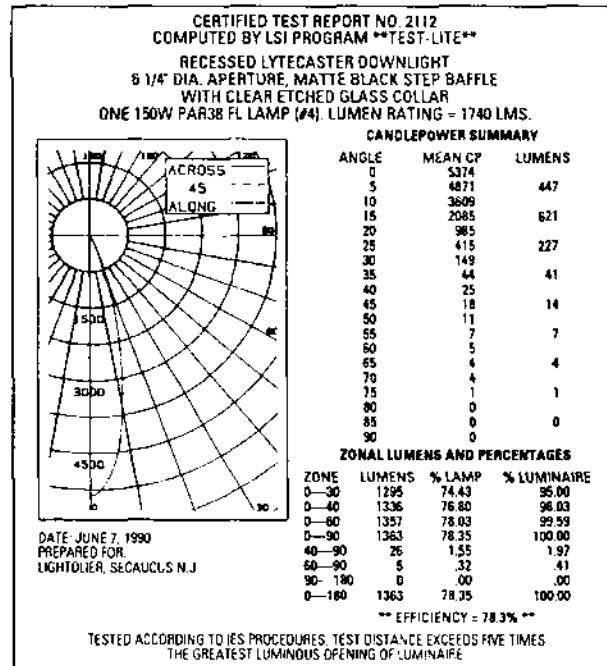 CERTIFIED TEST REPORT NO. 2112
COMPUTED BY LSI PROGRAM **TEST-LITE**
RECESSED LYTECASTER DOWNLIGHT
6 1/4" DIA. APERTURE, MATTE BLACK STEP BAFFLE
WITH CLEAR ETCHED GLASS COLLAR
ONE 150W PAR38 FL LAMP (#4). LUMEN RATING = 1740 LMS.
ACROSS
45
ALONG
1500
3000
4500
0
30
DATE: JUNE 7, 1990
PREPARED FOR:
LIGHTOLIER, SECAUCUS N.J
CANDLEPOWER SUMMARY
ANGLE MEAN CP LUMENS
0 5374
5 4871 447
10 3609
15 2085 621
20 985
25 415 227
30 149
35 44 41
40 25
45 18 14
50 11
55 7 7
60 5
65 4 4
70 4
75 1 1
80 0
85 0 0
90 0
ZONAL LUMENS AND PERCENTAGES
ZONE LUMENS % LAMP % LUMINAIRE
0—30 1295 74.43 95.00
0—40 1336 76.80 98.03
0—60 1357 78.03 99.59
0—90 1363 78.35 100.00
40—90 26 1.55 1.97
60—90 5 .32 .41
90- 180 0 .00 .00
0—180 1363 78.35 100.00
** EFFICIENCY = 78.3% **
TESTED ACCORDING TO IES PROCEDURES. TEST DISTANCE EXCEEDS FIVE TIMES
THE GREATEST LUMINOUS OPENING OF LUMINAIRE